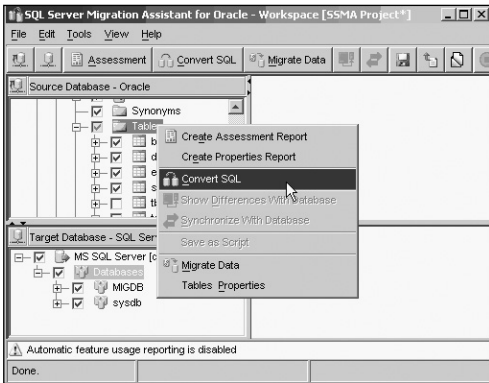 SQL Server Migration Assistant for Oracle - Workspace [SSMA Project*]
File Edit Tools View Help
Assessment Convert SQL Migrate Data
Source Database - Oracle
Synonyms
Tables
b
d
e
s
Create Assessment Report
Create Properties Report
Convert SQL
Show Differences With Database
Synchronize With Database
Save as Script
Migrate Data
Tables Properties
Target Database - SQL Ser
MS SQL Server [c
Databases
MIGDB
sysdb
Automatic feature usage reporting is disabled
Done.